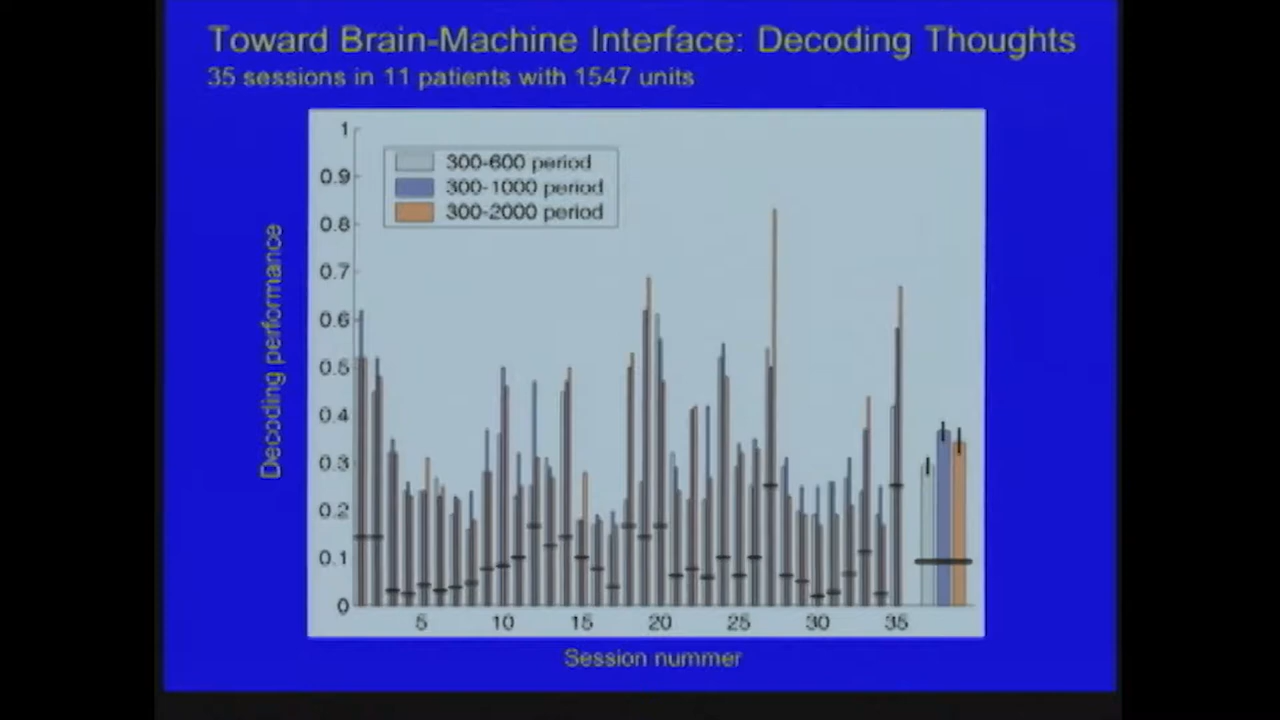 Toward Brain-Machine Interface: Decoding Thoughts
35 sessions in 11 patients with 1547 units
1
0.9
0.8
0.7
0.6
0.5
0.4
0.3
0.2
0.1
0
300-600 period
300-1000 period
300-2000 period
Decoding performance
5 10 15 20 25 30 35
Session nummer